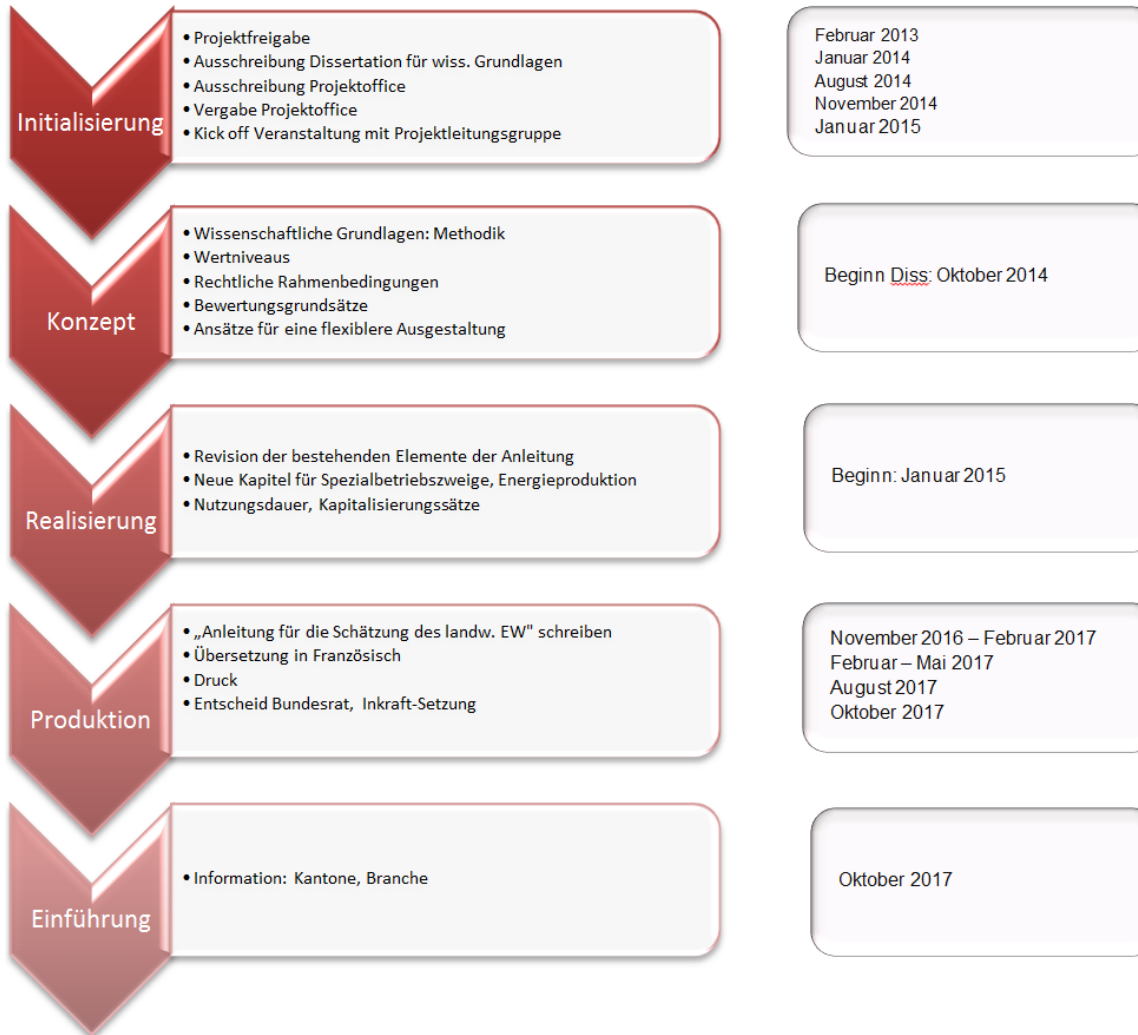 Initialisierung
• Projektfreigabe
• Ausschreibung Dissertation für wiss. Grundlagen
• Ausschreibung Projektoffice
• Vergabe Projektoffice
• Kick off Veranstaltung mit Projektleitungsgruppe
Februar 2013
Januar 2014
August 2014
November 2014
Januar 2015
Konzept
• Wissenschaftliche Grundlagen: Methodik
• Wertniveaus
• Rechtliche Rahmenbedingungen
• Bewertungsgrundsätze
• Ansätze für eine flexiblere Ausgestaltung
Beginn Diss: Oktober 2014
Realisierung
• Revision der bestehenden Elemente der Anleitung
• Neue Kapitel für Spezialbetriebszweige, Energieproduktion
• Nutzungsdauer, Kapitalisierungssätze
Beginn: Januar 2015
Produktion
• „Anleitung für die Schätzung des landw. EW" schreiben
• Übersetzung in Französisch
• Druck
• Entscheid Bundesrat, Inkraft-Setzung
November 2016 – Februar 2017
Februar – Mai 2017
August 2017
Oktober 2017
Einführung
• Information: Kantone, Branche
Oktober 2017